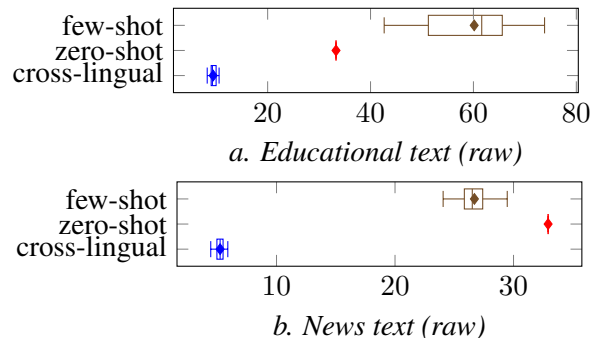 few-shot
zero-shot
cross-lingual
20 40 60 80
a. Educational text (raw)
few-shot
zero-shot
cross-lingual
10 20 30
b. News text (raw)